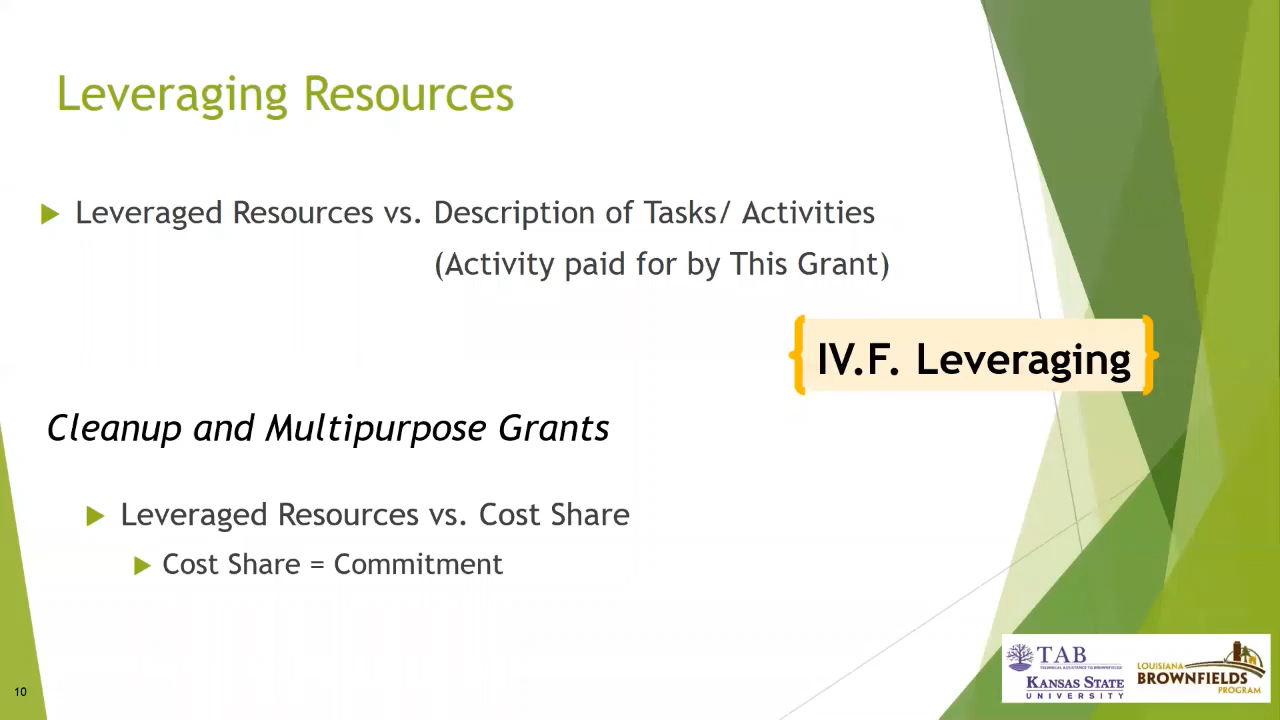 Leveraging Resources
Leveraged Resources vs. Description of Tasks/ Activities
(Activity paid for by This Grant)
IV.F. Leveraging
Cleanup and Multipurpose Grants
Leveraged Resources vs. Cost Share
Cost Share = Commitment
TAB
TECHNICAL ASSISTANCE TO BROWNFIELDS
KANSAS STATE
UNIVERSITY
LOUISIANA
BROWNFIELDS
PROGRAM
10